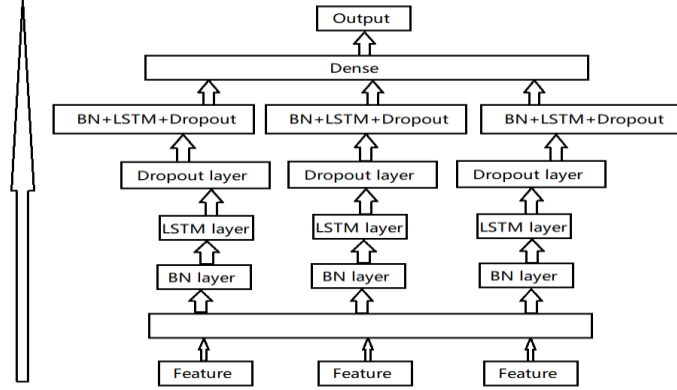 Output
Dense
BN+LSTM+Dropout BN+LSTM+Dropout BN+LSTM+Dropout
Dropout layer Dropout layer Dropout layer
LSTM layer LSTM layer LSTM layer
BN layer BN layer BN layer
Feature Feature Feature